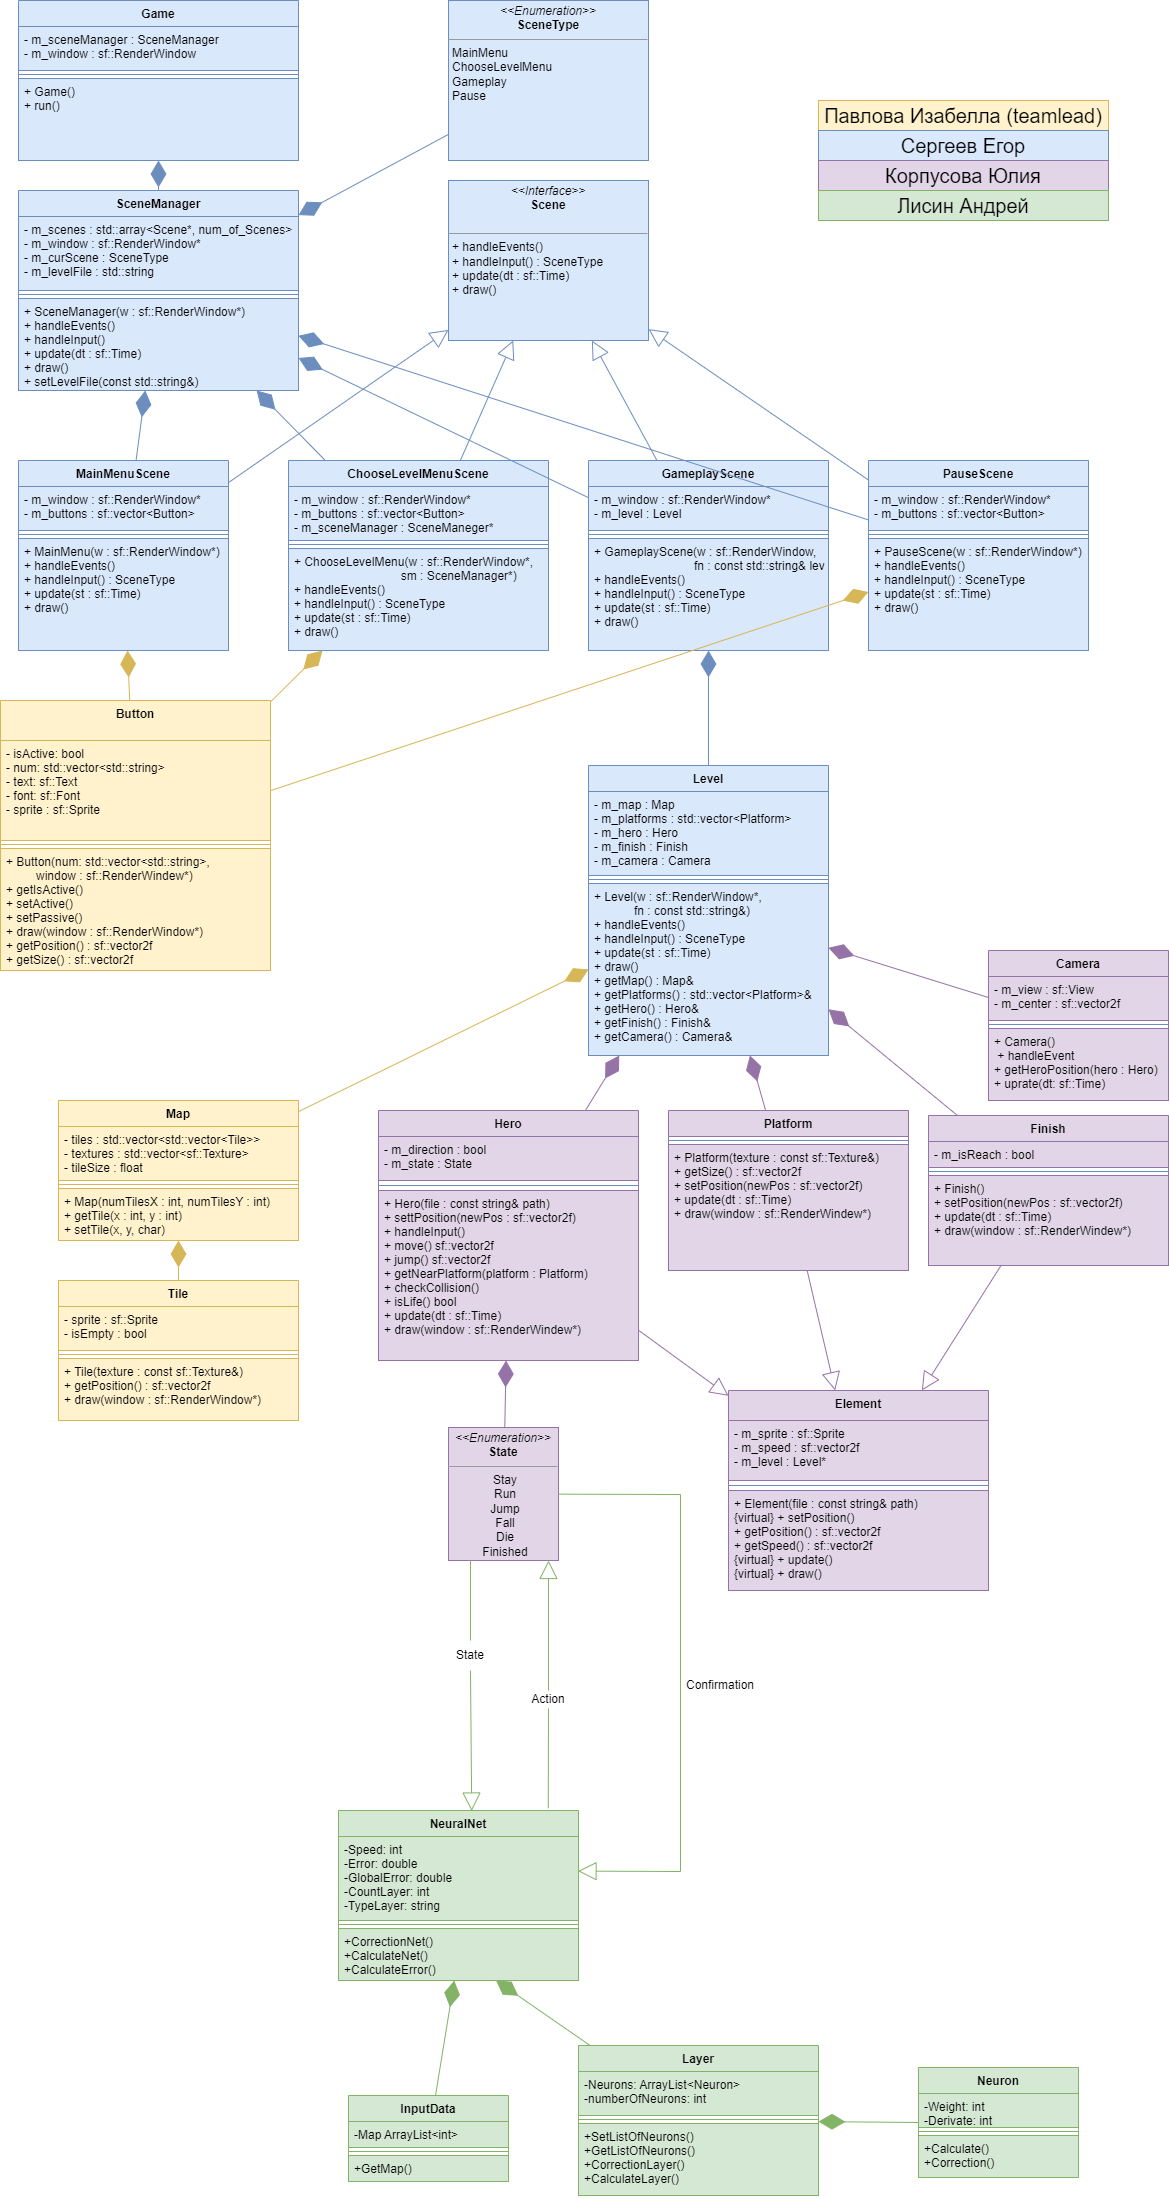 Game
- m_sceneManager : SceneManager
- m_window : sf::RenderWindow
+ Game()
+ run()
<<Enumeration>>
SceneType
MainMenu
ChooseLevelMenu
Gameplay
Pause
Павлова Изабелла (teamlead)
Сергеев Егор
Корпусова Юлия
Лисин Андрей
SceneManager
- m_scenes : std::array<Scene*, num_of_Scenes>
- m_window : sf::RenderWindow*
- m_curScene : SceneType
- m_levelFile : std::string
+ SceneManager(w : sf::RenderWindow*)
+ handleEvents()
+ handleInput()
+ update(dt : sf::Time)
+ draw()
+ setLevelFile(const std::string&)
<<Interface>>
Scene
+ handleEvents()
+ handleInput() : SceneType
+ update(dt : sf::Time)
+ draw()
MainMenuScene
- m_window : sf::RenderWindow*
- m_buttons : sf::vector<Button>
+ MainMenu(w : sf::RenderWindow*)
+ handleEvents()
+ handleInput() : SceneType
+ update(st : sf::Time)
+ draw()
ChooseLevelMenuScene
- m_window : sf::RenderWindow*
- m_buttons : sf::vector<Button>
- m_sceneManager : SceneManeger*
+ ChooseLevelMenu(w : sf::RenderWindow*,
sm : SceneManager*)
+ handleEvents()
+ handleInput() : SceneType
+ update(st : sf::Time)
+ draw()
GameplayScene
- m_window : sf::RenderWindow*
- m_level : Level
+ GameplayScene(w : sf::RenderWindow,
fn : const std::string& lev
+ handleEvents()
+ handleInput() : SceneType
+ update(st : sf::Time)
+ draw()
PauseScene
- m_window : sf::RenderWindow*
- m_buttons : sf::vector<Button>
+ PauseScene(w : sf::RenderWindow*)
+ handleEvents()
+ handleInput() : SceneType
+ update(st : sf::Time)
+ draw()
Button
- isActive: bool
- num: std::vector<std::string>
- text: sf::Text
- font: sf::Font
- sprite : sf::Sprite
+ Button(num: std::vector<std::string>,
window : sf::RenderWindew*)
+ getIsActive()
+ setActive()
+ setPassive()
+ draw(window : sf::RenderWindow*)
+ getPosition() : sf::vector2f
+ getSize() : sf::vector2f
Level
- m_map : Map
- m_platforms : std::vector<Platform>
- m_hero : Hero
- m_finish : Finish
- m_camera : Camera
+ Level(w : sf::RenderWindow*,
fn : const std::string&)
+ handleEvents()
+ handleInput() : SceneType
+ update(st : sf::Time)
+ draw()
+ getMap() : Map&
+ getPlatforms() : std::vector<Platform>&
+ getHero() : Hero&
+ getFinish() : Finish&
+ getCamera() : Camera&
Camera
- m_view : sf::View
- m_center : sf::vector2f
+ Camera()
+ handleEvent
+ getHeroPosition(hero : Hero)
+ uprate(dt: sf::Time)
Map
- tiles : std::vector<std::vector<Tile>>
- textures : std::vector<sf::Texture>
- tileSize : float
+ Map(numTilesX : int, numTilesY : int)
+ getTile(x : int, y : int)
+ setTile(x, y, char)
Hero
- m_direction : bool
- m_state : State
+ Hero(file : const string& path)
+ settPosition(newPos : sf::vector2f)
+ handleInput()
+ move() sf::vector2f
+ jump() sf::vector2f
+ getNearPlatform(platform : Platform)
+ checkCollision()
+ isLife() bool
+ update(dt : sf::Time)
+ draw(window : sf::RenderWindew*)
Platform
+ Platform(texture : const sf::Texture&)
+ getSize() : sf::vector2f
+ setPosition(newPos : sf::vector2f)
+ update(dt : sf::Time)
+ draw(window : sf::RenderWindew*)
Finish
- m_isReach : bool
+ Finish()
+ setPosition(newPos : sf::vector2f)
+ update(dt : sf::Time)
+ draw(window : sf::RenderWindew*)
Tile
- sprite : sf::Sprite
- isEmpty : bool
+ Tile(texture : const sf::Texture&)
+ getPosition() : sf::vector2f
+ draw(window : sf::RenderWindow*)
Element
- m_sprite : sf::Sprite
- m_speed : sf::vector2f
- m_level : Level*
+ Element(file : const string& path)
{virtual} + setPosition()
+ getPosition() : sf::vector2f
+ getSpeed() : sf::vector2f
{virtual} + update()
{virtual} + draw()
<<Enumeration>>
State
Stay
Run
Jump
Fall
Die
Finished
State
Action
Confirmation
NeuralNet
-Speed: int
-Error: double
-GlobalError: double
-CountLayer: int
-TypeLayer: string
+CorrectionNet()
+CalculateNet()
+CalculateError()
InputData
-Map ArrayList<int>
+GetMap()
Layer
-Neurons: ArrayList<Neuron>
-numberOfNeurons: int
+SetListOfNeurons()
+GetListOfNeurons()
+CorrectionLayer()
+CalculateLayer()
Neuron
-Weight: int
-Derivate: int
+Calculate()
+Correction()